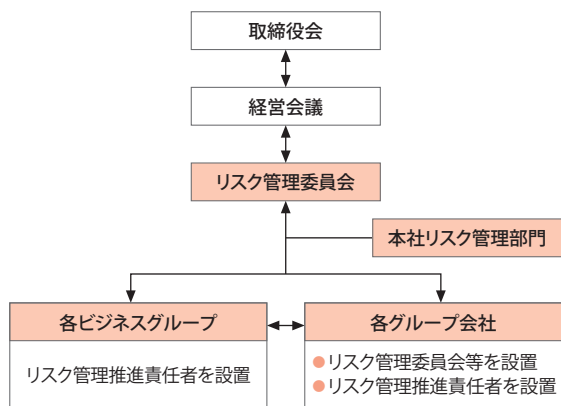 取締役会
経営会議
リスク管理委員会
本社リスク管理部門
各ビジネスグループ
リスク管理推進責任者を設置
各グループ会社
●リスク管理委員会等を設置
●リスク管理推進責任者を設置